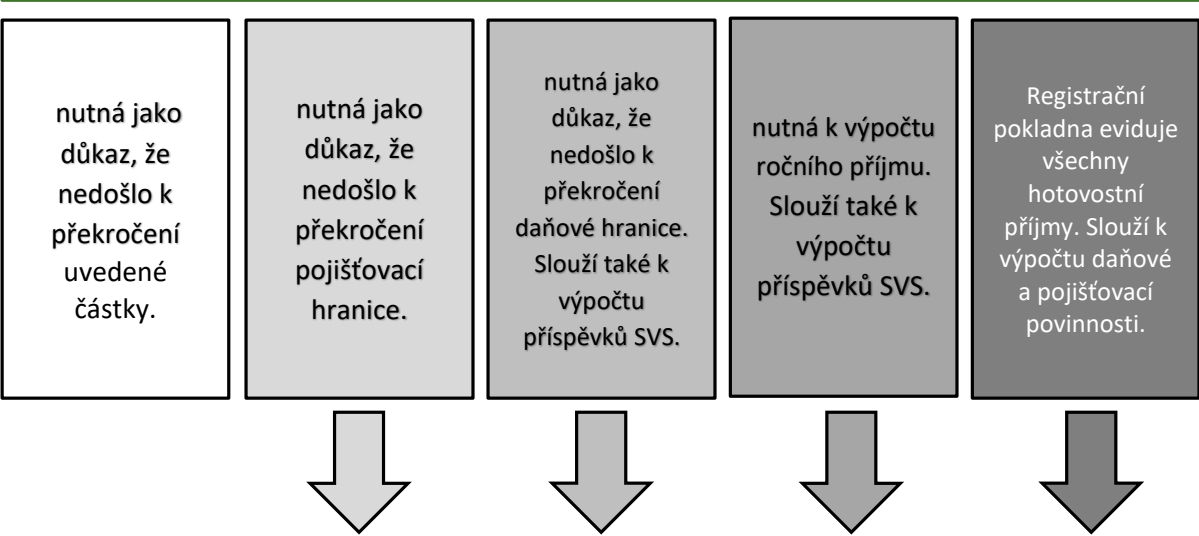 nutná jako
důkaz, že
nedošlo k
překročení
uvedené
částky.
nutná jako
důkaz, že
nedošlo k
překročení
pojišťovací
hranice.
nutná jako
důkaz, že
nedošlo k
překročení
daňové hranice.
Slouží také k
výpočtu
příspěvků SVS.
nutná k výpočtu
ročního příjmu.
Slouží také k
výpočtu
příspěvků SVS.
Registrační
pokladna eviduje
všechny
hotovostní
příjmy. Slouží k
výpočtu daňové
a pojišťovací
povinnosti.